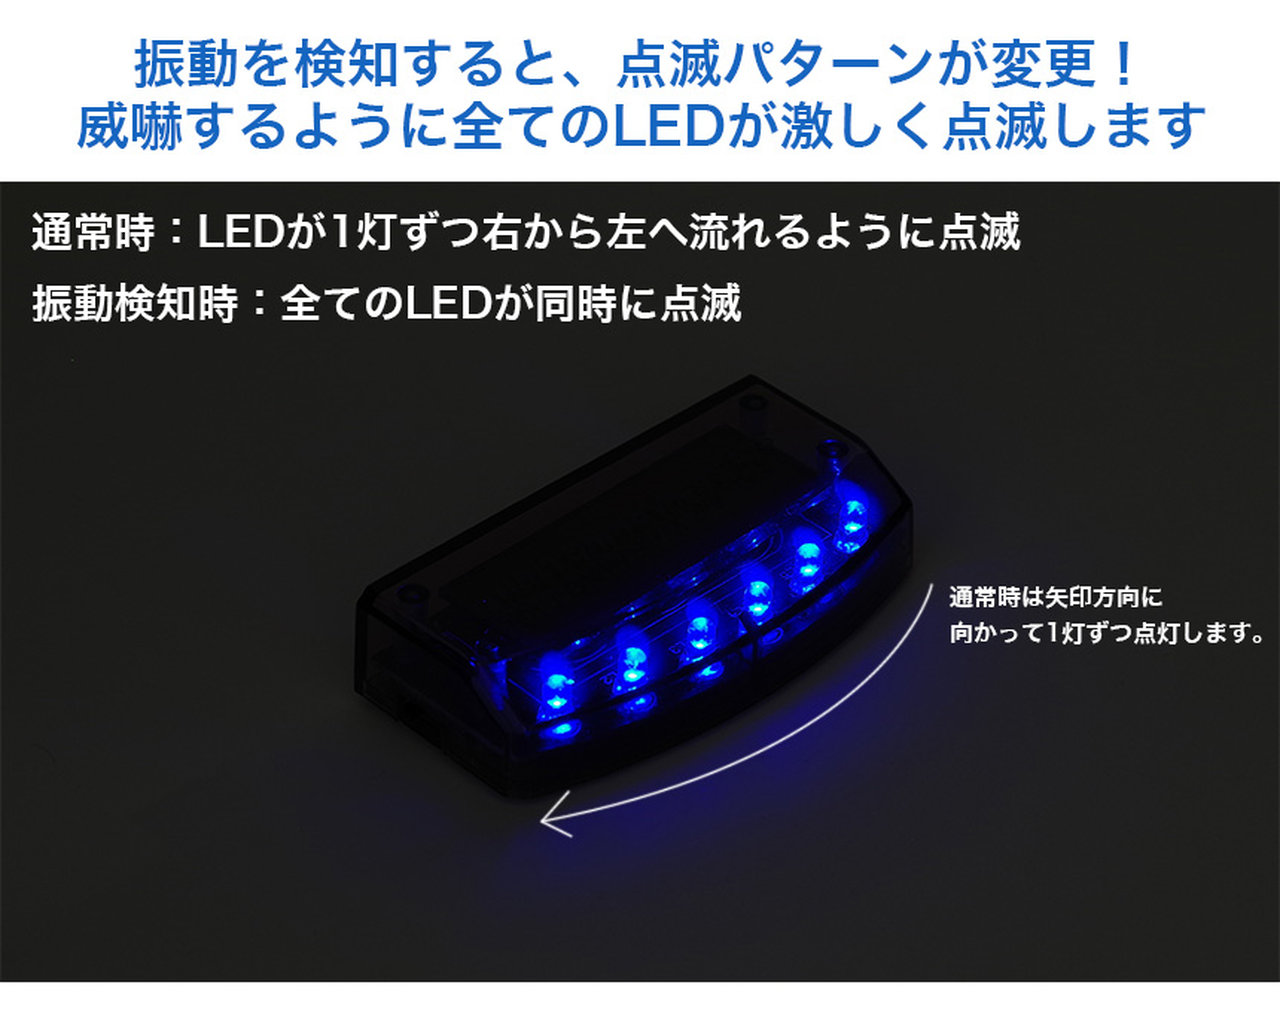 振動を検知すると、点滅パターンが変更！
威嚇するように全てのLEDが激しく点滅します
通常時：LEDが1灯ずつ右から左へ流れるように点滅
振動検知時：全てのLEDが同時に点滅
通常時は矢印方向に
向かって1灯ずつ点灯します。